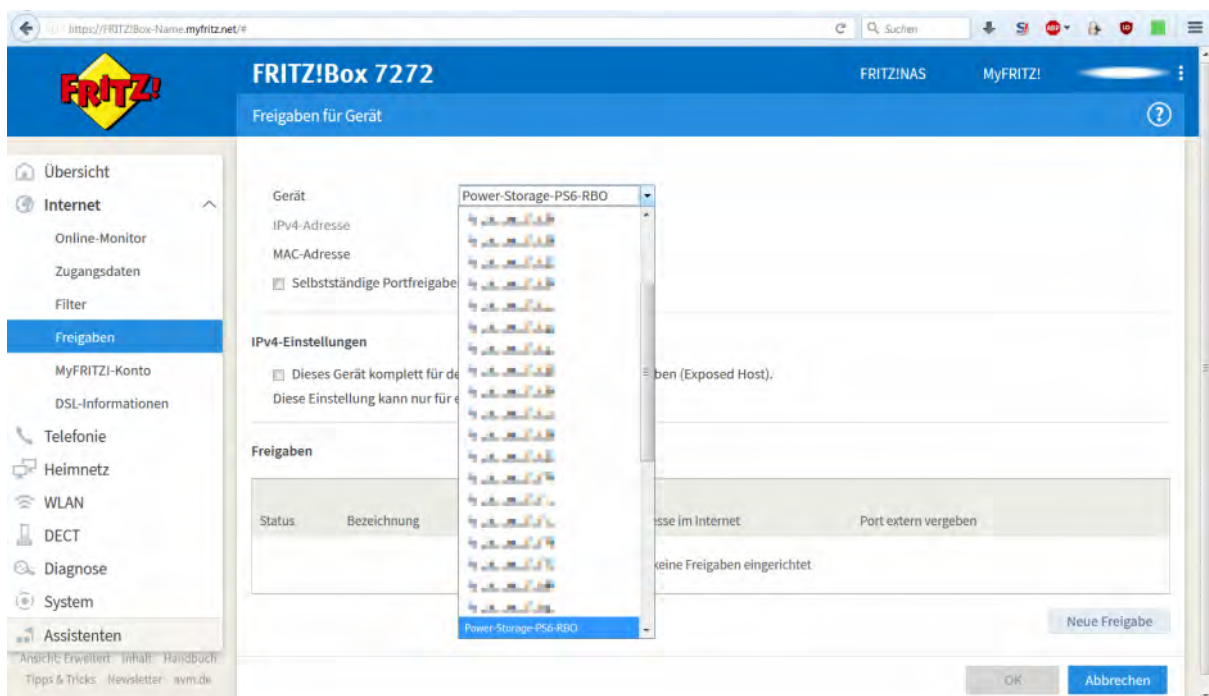 https://FRITZ!Box-Name.myfritz.net/#
Suchen
FRITZ!
FRITZ!Box 7272
FRITZ!NAS
MyFRITZ!
Freigaben für Gerät
Übersicht
Internet
Online-Monitor
Zugangsdaten
Filter
Freigaben
MyFRITZ!-Konto
DSL-Informationen
Telefonie
Heimnetz
WLAN
DECT
Diagnose
System
Assistenten
Ansicht: Erweitert Inhalt Handbuch
Tipps & Tricks Newsletter avm.de
Gerät
Power-Storage-PS6-RBO
IPv4-Adresse
MAC-Adresse
Selbstständige Portfreigabe
IPv4-Einstellungen
Dieses Gerät komplett für de ben (Exposed Host).
Diese Einstellung kann nur für e
Freigaben
Status Bezeichnung sse im Internet Port extern vergeben
keine Freigaben eingerichtet
Power-Storage-PS6-RBO
Neue Freigabe
OK
Abbrechen